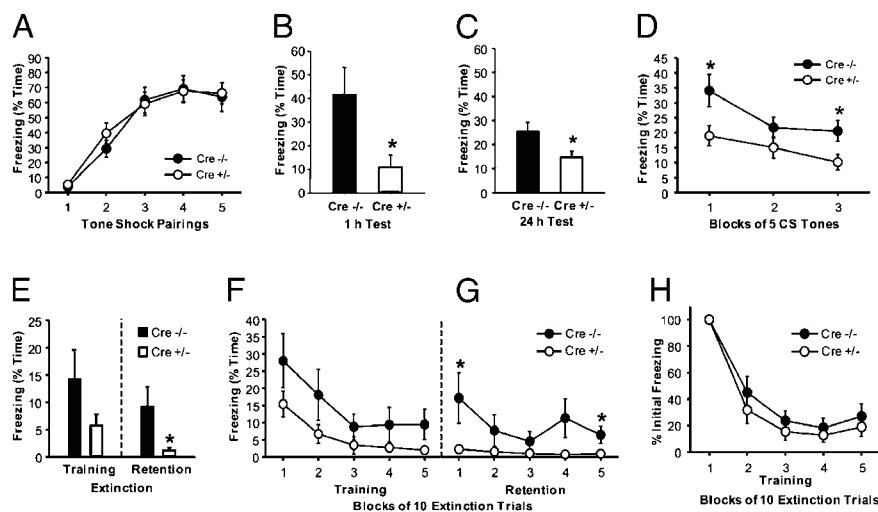 A
Freezing (% Time)
90
80
70
60
50
40
30
20
10
0
Cre -/-
Cre +/-
1 2 3 4 5
Tone Shock Pairings
B
Freezing (% Time)
60
50
40
30
20
10
0
*
Cre -/- Cre +/-
1 h Test
C
Freezing (% Time)
60
50
40
30
20
10
0
*
Cre -/- Cre +/-
24 h Test
D
Freezing (% Time)
45
40
35
30
25
20
15
10
5
0
*
*
Cre -/-
Cre +/-
1 2 3
Blocks of 5 CS Tones
E
Freezing (% Time)
25
20
15
10
5
0
Cre -/-
Cre +/-
*
Training Retention
Extinction
F
Freezing (% Time)
40
35
30
25
20
15
10
5
0
Cre -/-
Cre +/-
1 2 3 4 5
Training
G
*
*
Cre -/-
Cre +/-
1 2 3 4 5
Retention
Blocks of 10 Extinction Trials
H
% Initial Freezing
100
80
60
40
20
0
Cre -/-
Cre +/-
1 2 3 4 5
Training
Blocks of 10 Extinction Trials